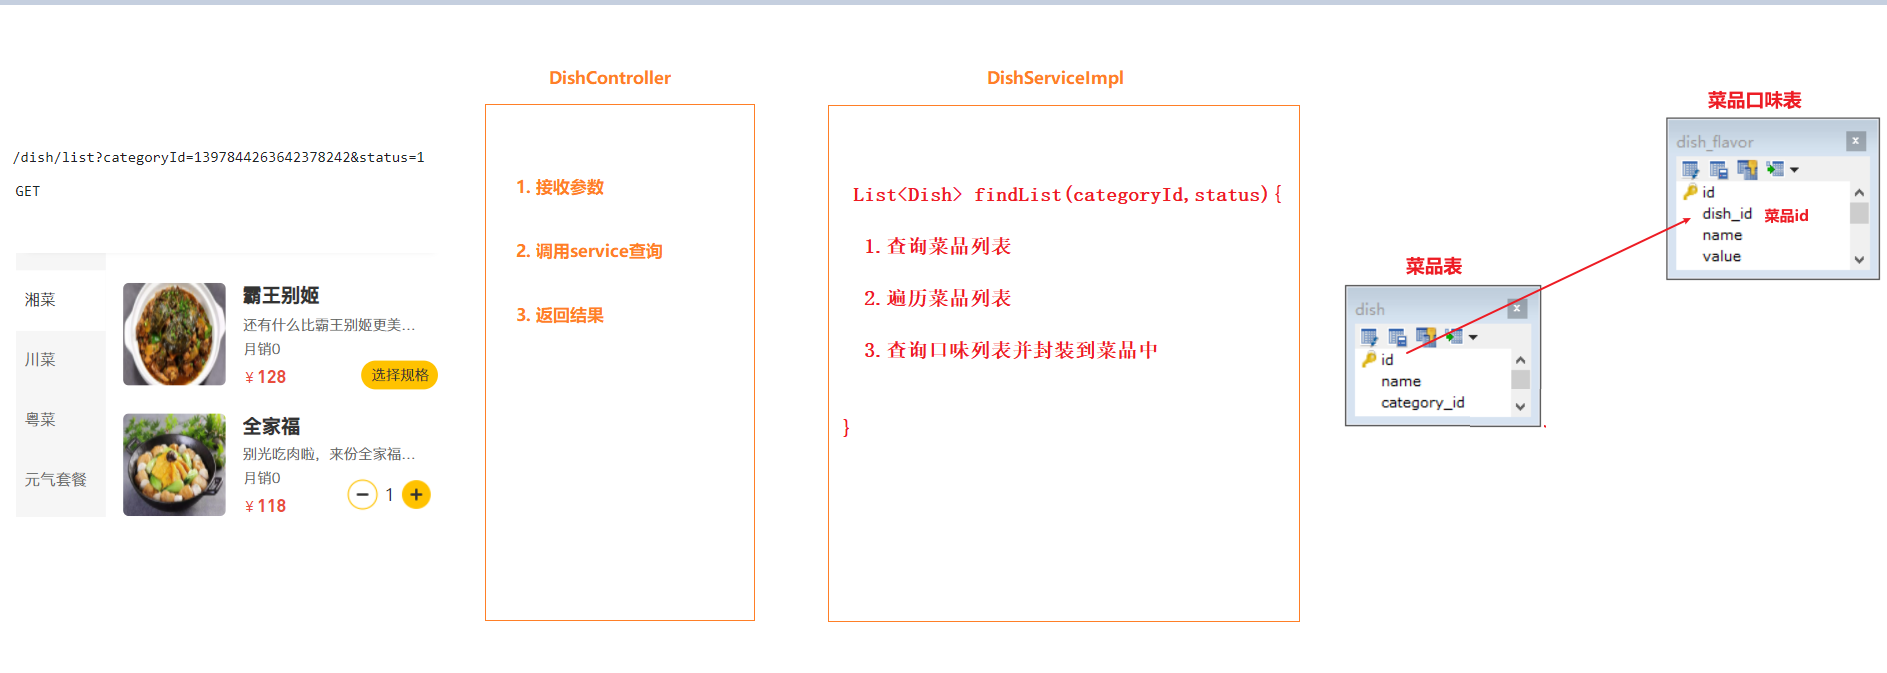 /dish/list?categoryId=1397844263642378242&status=1
GET
湘菜
川菜
粤菜
元气套餐
霸王别姬
还有什么比霸王别姬更美...
月销0
￥128
选择规格
全家福
别光吃肉啦，来份全家福...
月销0
￥118
1
DishController
1. 接收参数
2. 调用service查询
3. 返回结果
DishServiceImpl
List<Dish> findList(categoryId,status){
1. 查询菜品列表
2. 遍历菜品列表
3. 查询口味列表并封装到菜品中
}
菜品表
dish
id
name
category_id
菜品口味表
dish_flavor
id
dish_id 菜品id
name
value